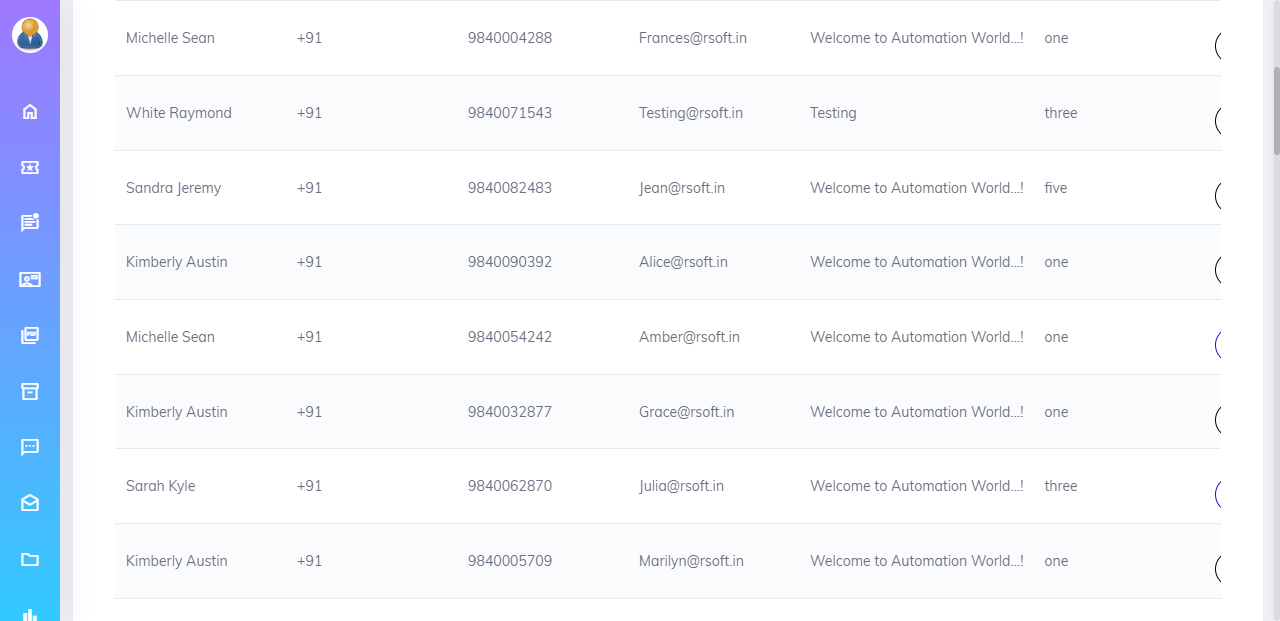 Michelle Sean +91 9840004288 Frances@rsoft.in Welcome to Automation World...! one
White Raymond +91 9840071543 Testing@rsoft.in Testing three
Sandra Jeremy +91 9840082483 Jean@rsoft.in Welcome to Automation World...! five
Kimberly Austin +91 9840090392 Alice@rsoft.in Welcome to Automation World...! one
Michelle Sean +91 9840054242 Amber@rsoft.in Welcome to Automation World...! one
Kimberly Austin +91 9840032877 Grace@rsoft.in Welcome to Automation World...! one
Sarah Kyle +91 9840062870 Julia@rsoft.in Welcome to Automation World...! three
Kimberly Austin +91 9840005709 Marilyn@rsoft.in Welcome to Automation World...! one